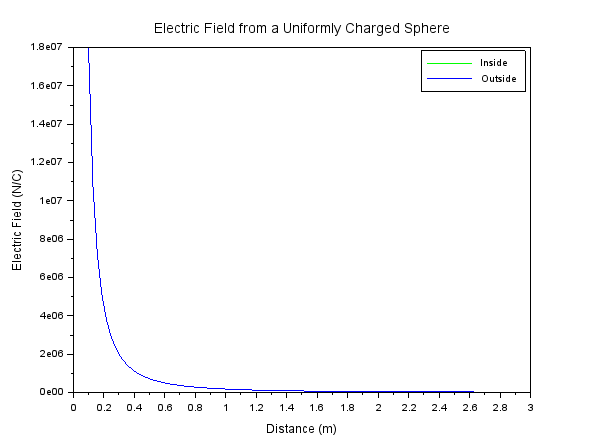 Electric Field from a Uniformly Charged Sphere
1.8e07
1.6e07
1.4e07
1.2e07
1e07
8e06
6e06
4e06
2e06
0e00
Electric Field (N/C)
Inside
Outside
0 0.2 0.4 0.6 0.8 1 1.2 1.4 1.6 1.8 2 2.2 2.4 2.6 2.8 3
Distance (m)